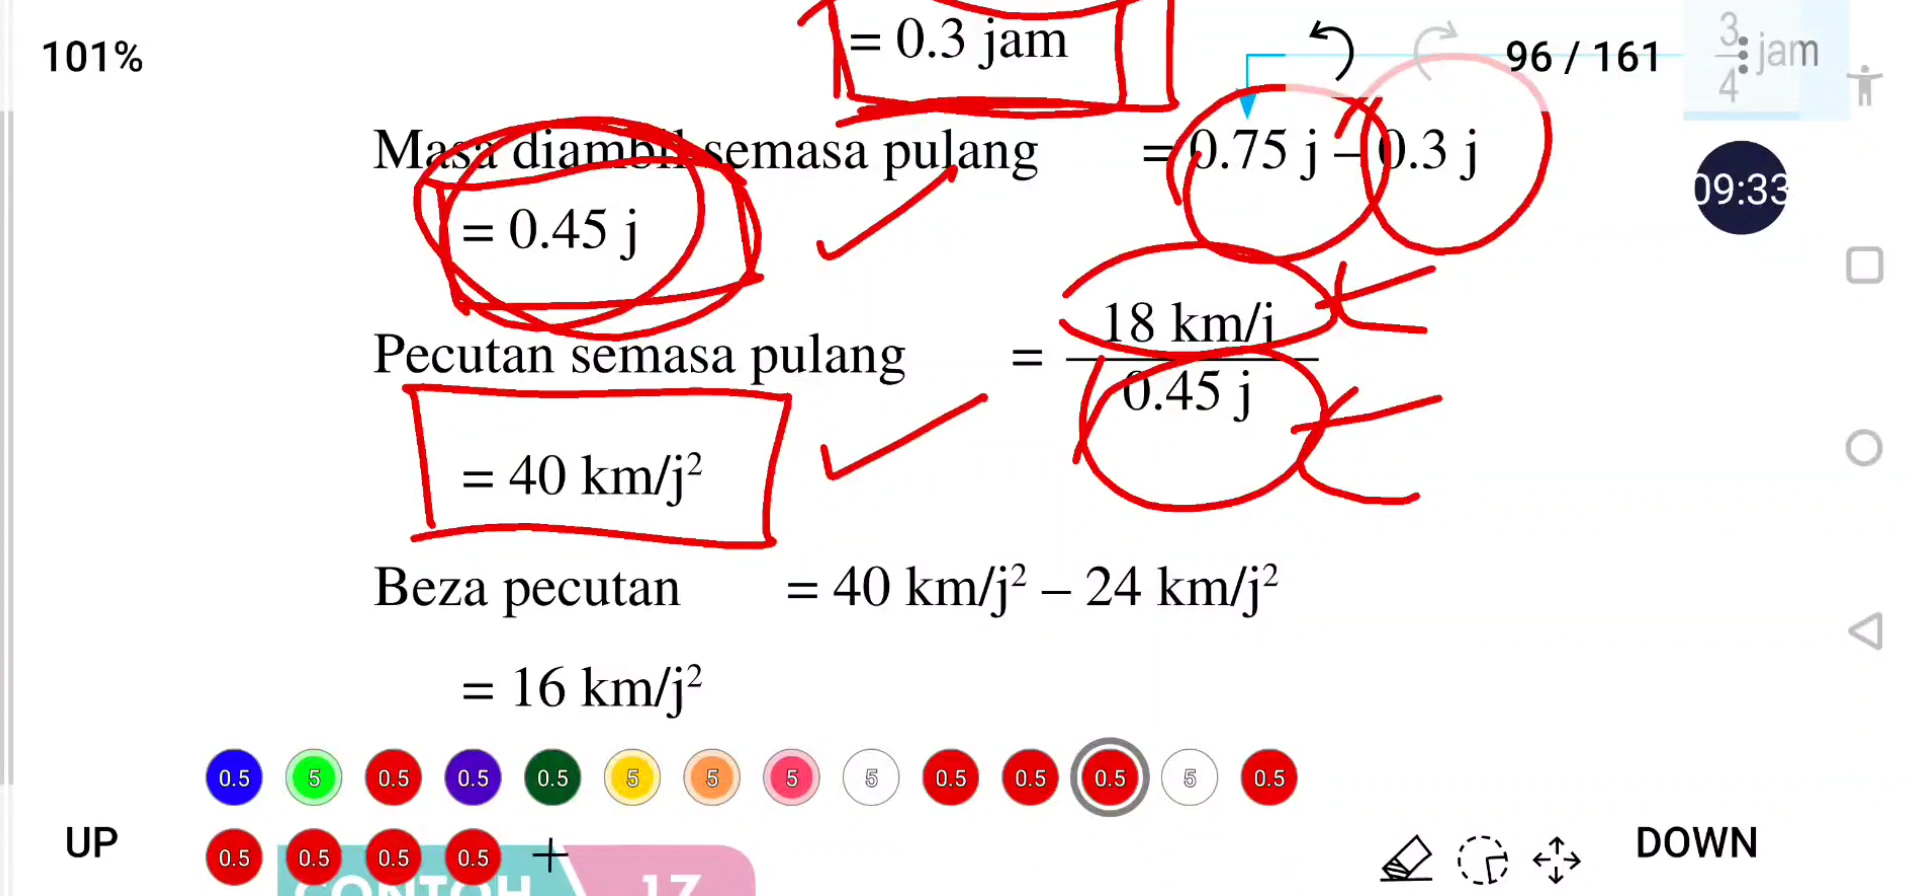 101%
= 0.3 jam
96 / 161
3/4 jam
Masa diambil semasa pulang = 0.75 j – 0.3 j
09:33
= 0.45 j
Pecutan semasa pulang = 18 km/j / 0.45 j
= 40 km/j²
Beza pecutan = 40 km/j² – 24 km/j²
= 16 km/j²
0.5 5 0.5 0.5 0.5 5 5 5 5 0.5 0.5 0.5 5 0.5
UP 0.5 0.5 0.5 0.5 + DOWN
CONTOH 17